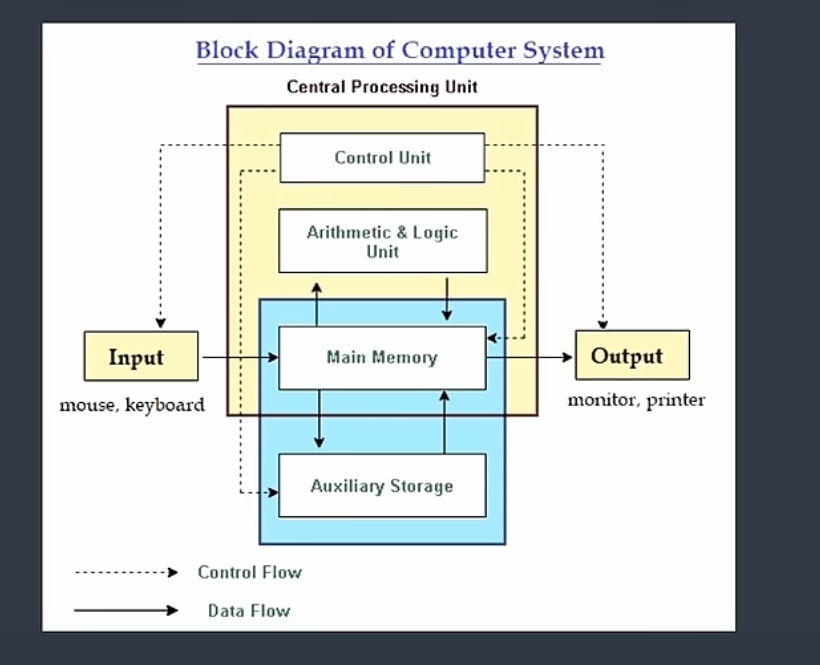 Block Diagram of Computer System
Central Processing Unit
Control Unit
Arithmetic & Logic
Unit
Input
Main Memory
Output
mouse, keyboard
monitor, printer
Auxiliary Storage
Control Flow
Data Flow